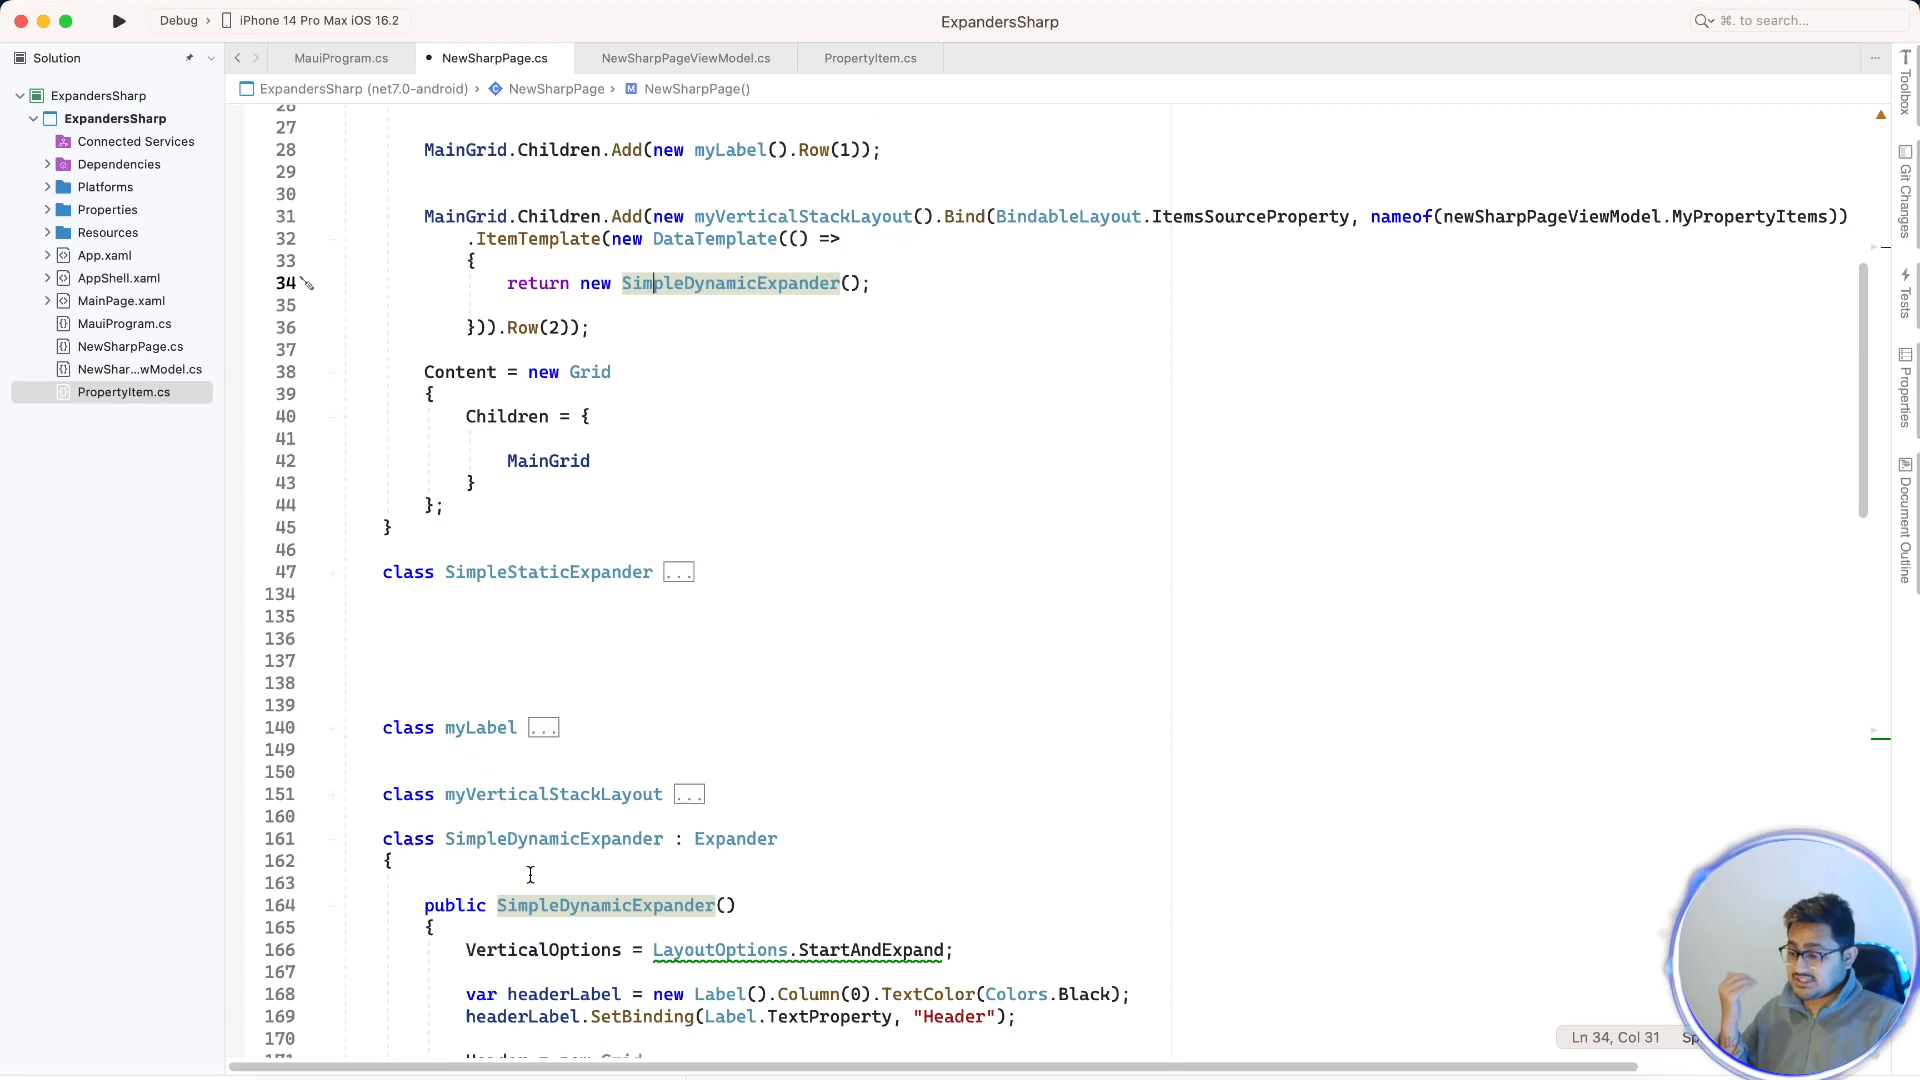 Debug › iPhone 14 Pro Max iOS 16.2
ExpandersSharp
⌘. to search...
Solution
MauiProgram.cs
NewSharpPage.cs
NewSharpPageViewModel.cs
PropertyItem.cs
...
ExpandersSharp (net7.0-android) › NewSharpPage › M NewSharpPage()
ExpandersSharp
ExpandersSharp
Connected Services
Dependencies
Platforms
Properties
Resources
App.xaml
AppShell.xaml
MainPage.xaml
MauiProgram.cs
NewSharpPage.cs
NewShar...wModel.cs
PropertyItem.cs
26
27
28 MainGrid.Children.Add(new myLabel().Row(1));
29
30
31 MainGrid.Children.Add(new myVerticalStackLayout().Bind(BindableLayout.ItemsSourceProperty, nameof(newSharpPageViewModel.MyPropertyItems))
32 .ItemTemplate(new DataTemplate(() =>
33 {
34 return new SimpleDynamicExpander();
35
36 })).Row(2));
37
38 Content = new Grid
39 {
40 Children = {
41
42 MainGrid
43 }
44 };
45 }
46
47 class SimpleStaticExpander ...
134
135
136
137
138
139
140 class myLabel ...
149
150
151 class myVerticalStackLayout ...
160
161 class SimpleDynamicExpander : Expander
162 {
163
164 public SimpleDynamicExpander()
165 {
166 VerticalOptions = LayoutOptions.StartAndExpand;
167
168 var headerLabel = new Label().Column(0).TextColor(Colors.Black);
169 headerLabel.SetBinding(Label.TextProperty, "Header");
170
171 Header = new Grid
Toolbox
Git Changes
Tests
Properties
Document Outline
Ln 34, Col 31